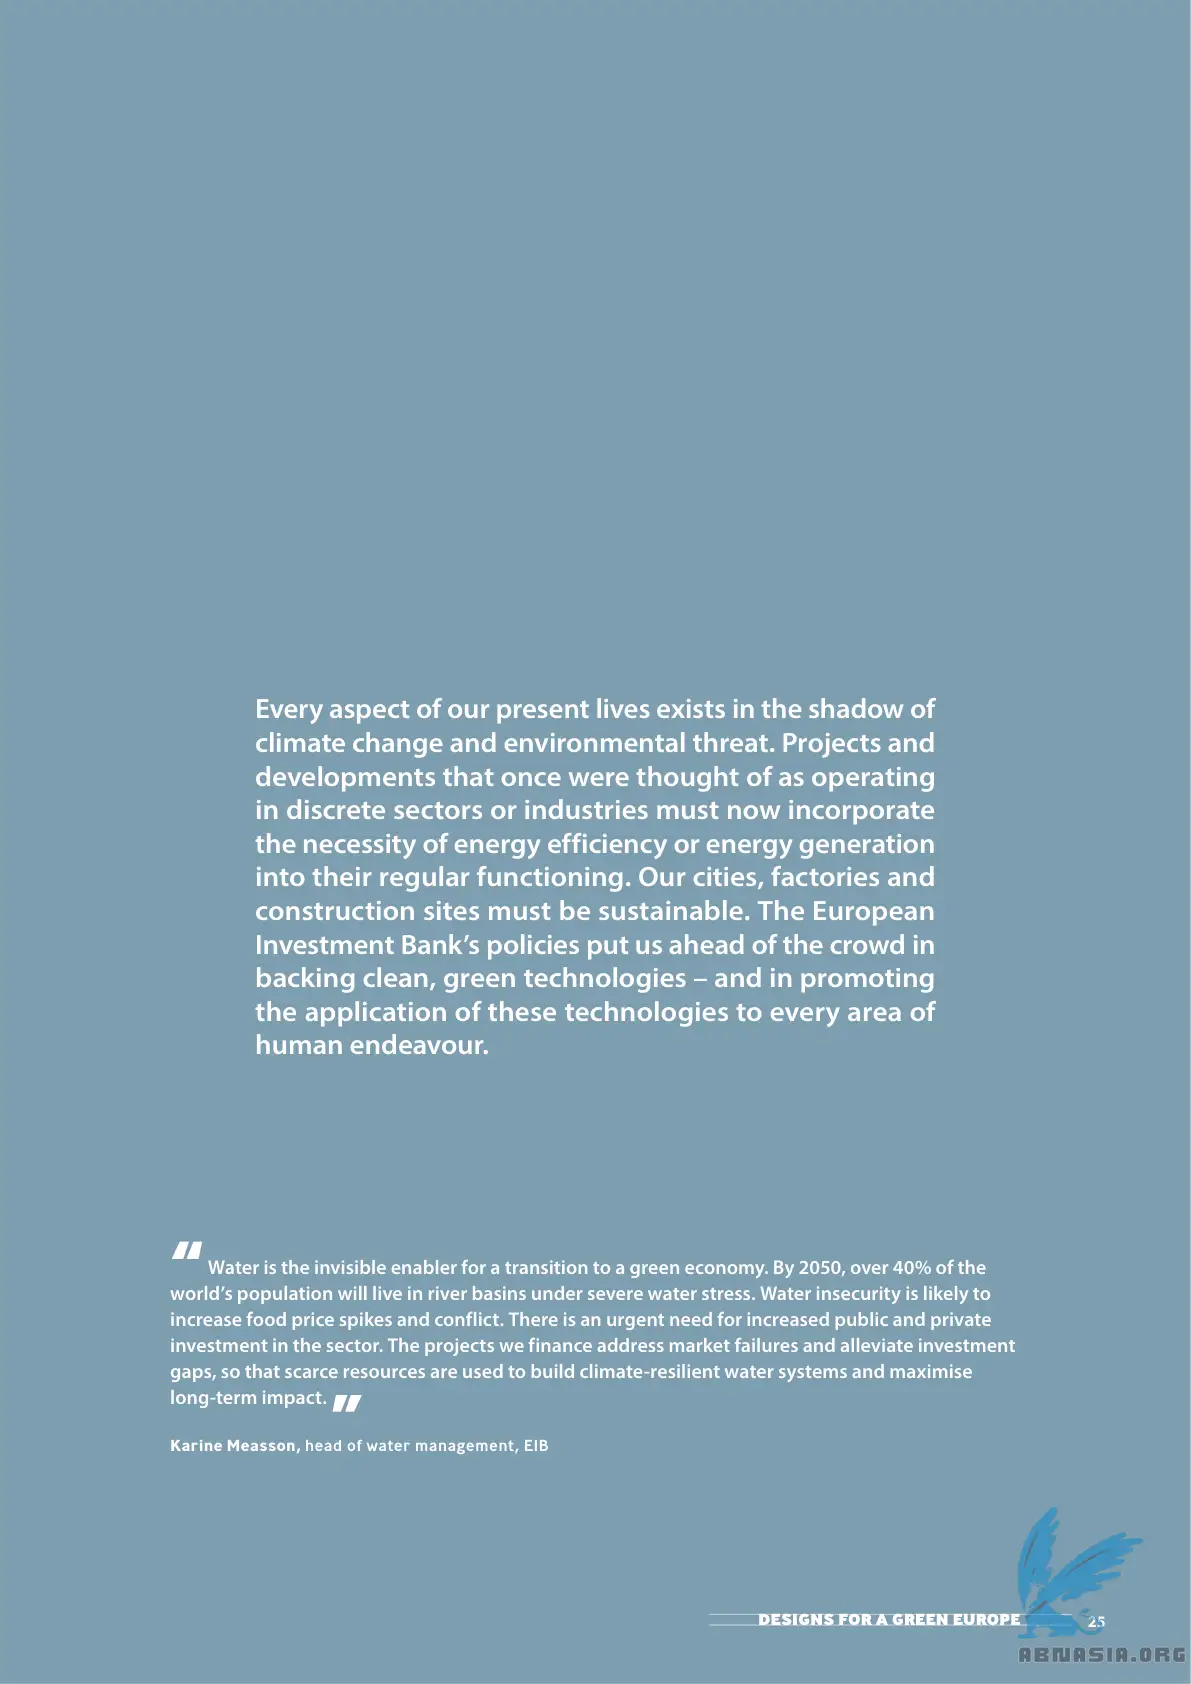 Every aspect of our present lives exists in the shadow of
climate change and environmental threat. Projects and
developments that once were thought of as operating
in discrete sectors or industries must now incorporate
the necessity of energy efficiency or energy generation
into their regular functioning. Our cities, factories and
construction sites must be sustainable. The European
Investment Bank’s policies put us ahead of the crowd in
backing clean, green technologies – and in promoting
the application of these technologies to every area of
human endeavour.
“ Water is the invisible enabler for a transition to a green economy. By 2050, over 40% of the
world’s population will live in river basins under severe water stress. Water insecurity is likely to
increase food price spikes and conflict. There is an urgent need for increased public and private
investment in the sector. The projects we finance address market failures and alleviate investment
gaps, so that scarce resources are used to build climate-resilient water systems and maximise
long-term impact. ”
Karine Measson, head of water management, EIB
DESIGNS FOR A GREEN EUROPE 25
ABNASIA.ORG